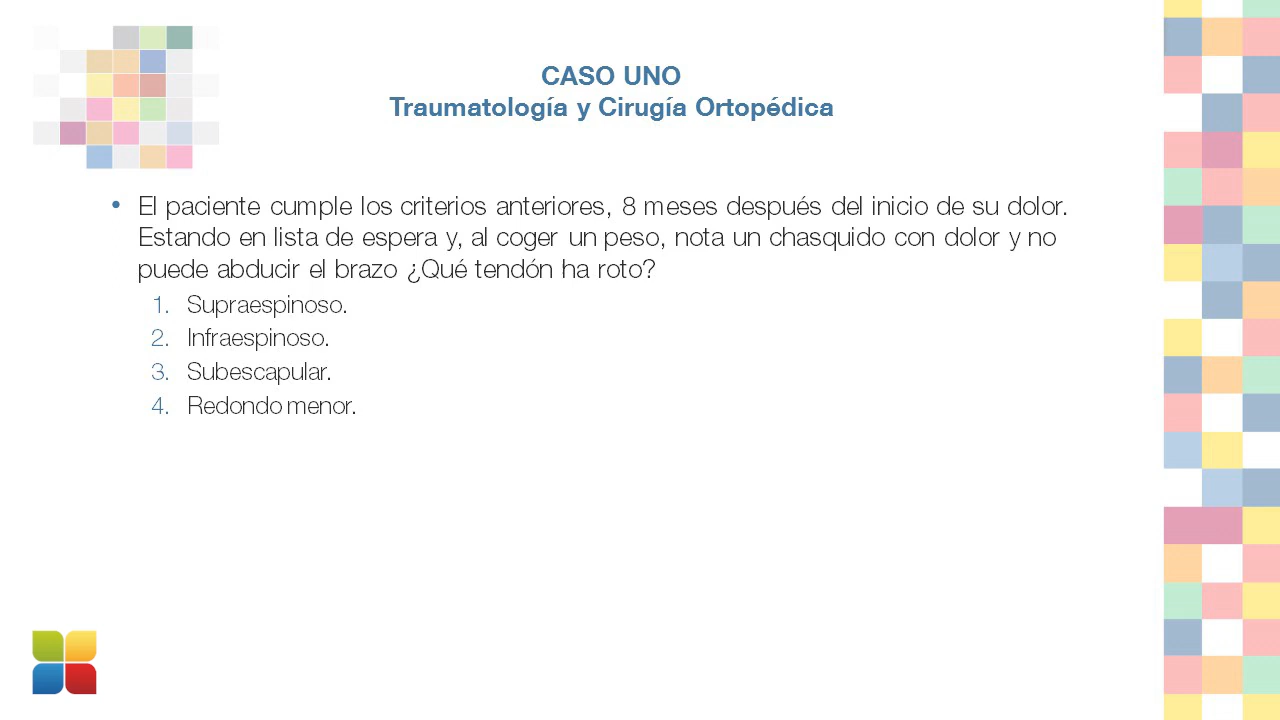 CASO UNO
Traumatología y Cirugía Ortopédica
• El paciente cumple los criterios anteriores, 8 meses después del inicio de su dolor.
Estando en lista de espera y, al coger un peso, nota un chasquido con dolor y no
puede abducir el brazo ¿Qué tendón ha roto?
1. Supraespinoso.
2. Infraespinoso.
3. Subescapular.
4. Redondo menor.